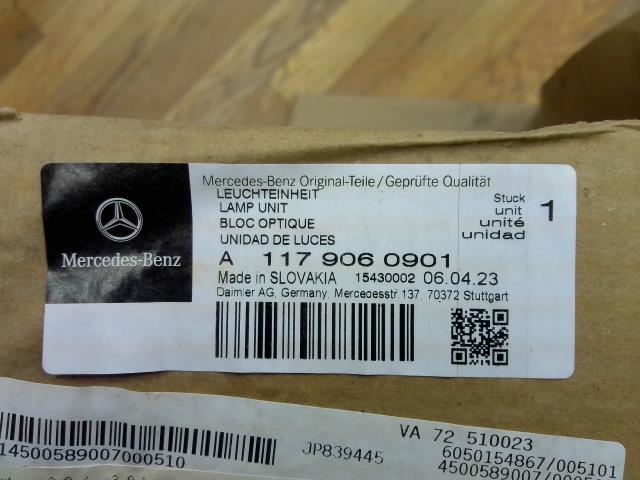 Mercedes-Benz Original-Teile/Geprüfte Qualität
LEUCHTEINHEIT
LAMP UNIT
BLOC OPTIQUE
UNIDAD DE LUCES
Stuck
unit
unité
unidad
1
Mercedes-Benz
A 117 906 0901
Made in SLOVAKIA 15430002 06.04.23
Daimler AG, Germany, Mercedesstr. 137, 70372 Stuttgart
VA 72 510023
14500589007000510
JP839445
6050154867/005101
4500589007/00051